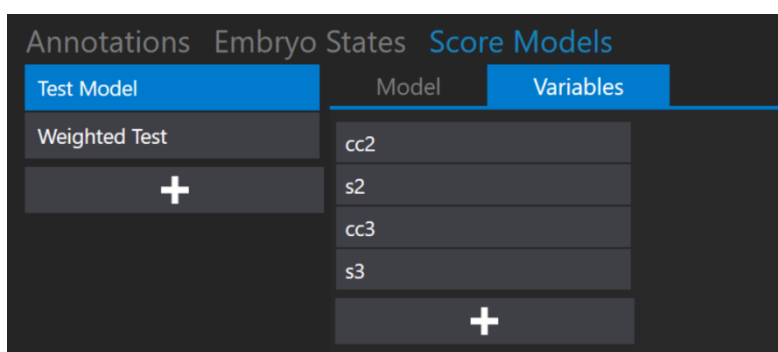 Annotations Embryo States Score Models
Test Model
Weighted Test
Model Variables
cc2
s2
cc3
s3